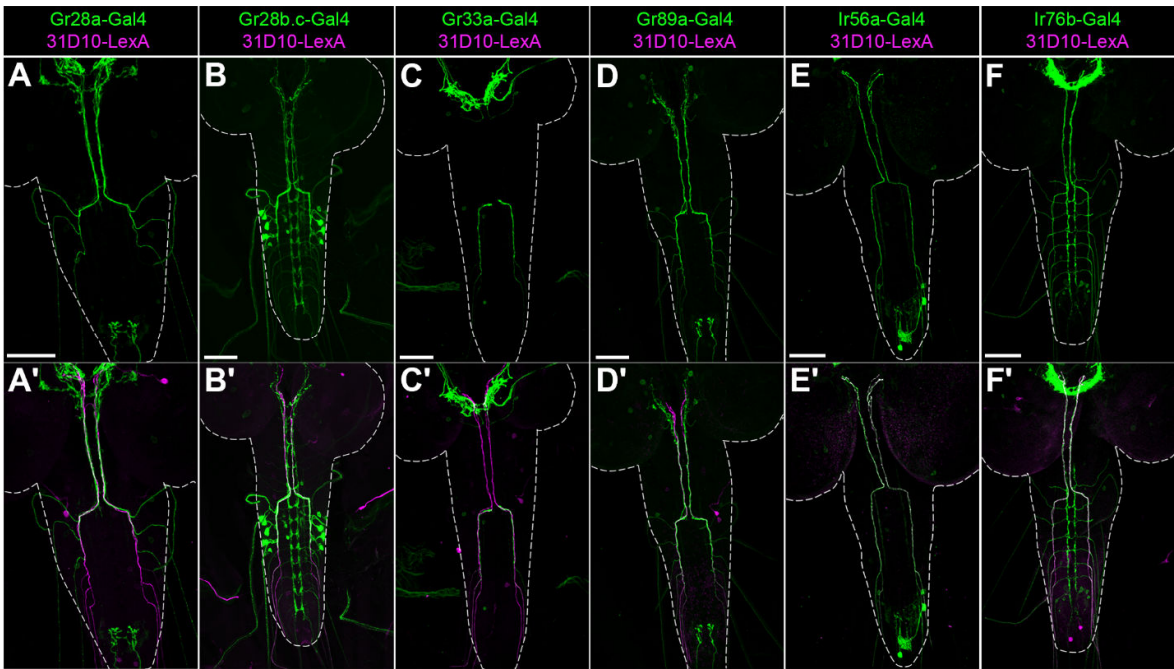 Gr28a-Gal4
31D10-LexA
Gr28b.c-Gal4
31D10-LexA
Gr33a-Gal4
31D10-LexA
Gr89a-Gal4
31D10-LexA
Ir56a-Gal4
31D10-LexA
Ir76b-Gal4
31D10-LexA
A
B
C
D
E
F
A'
B'
C'
D'
E'
F'